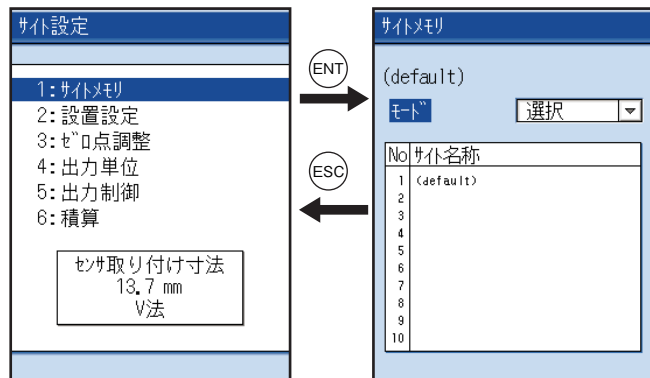 ｻｲﾄ設定
1:ｻｲﾄﾒﾓﾘ
2:設置設定
3:ｾﾞﾛ点調整
4:出力単位
5:出力制御
6:積算
ｾﾝｻ取り付け寸法
13.7 mm
V法
ENT
ESC
ｻｲﾄﾒﾓﾘ
(default)
ﾓｰﾄﾞ 選択
No ｻｲﾄ名称
1 (default)
2
3
4
5
6
7
8
9
10